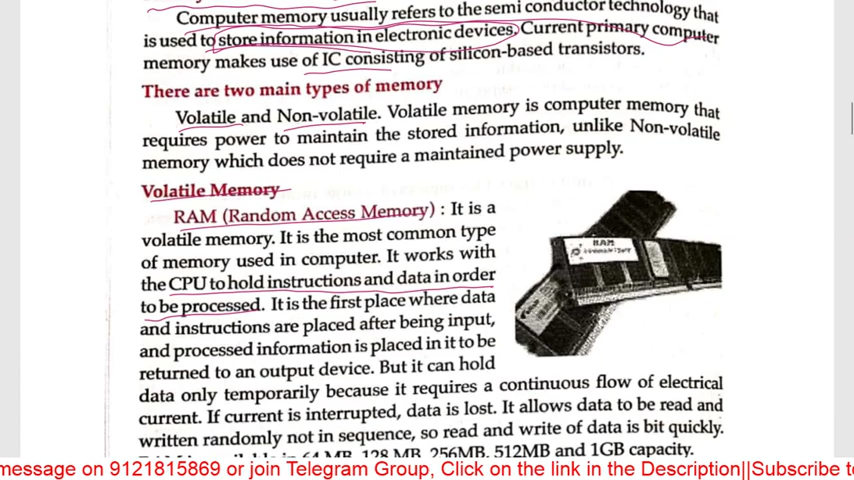 Computer memory usually refers to the semi conductor technology that
is used to store information in electronic devices. Current primary computer
memory makes use of IC consisting of silicon-based transistors.
There are two main types of memory
Volatile and Non-volatile. Volatile memory is computer memory that
requires power to maintain the stored information, unlike Non-volatile
memory which does not require a maintained power supply.
Volatile Memory
RAM (Random Access Memory) : It is a
volatile memory. It is the most common type
of memory used in computer. It works with
the CPU to hold instructions and data in order
to be processed. It is the first place where data
and instructions are placed after being input,
and processed information is placed in it to be
returned to an output device. But it can hold
data only temporarily because it requires a continuous flow of electrical
current. If current is interrupted, data is lost. It allows data to be read and
written randomly not in sequence, so read and write of data is bit quickly.
64 MB, 128 MB, 256MB, 512MB and 1GB capacity.
RAM
message on 9121815869 or join Telegram Group, Click on the link in the Description||Subscribe to